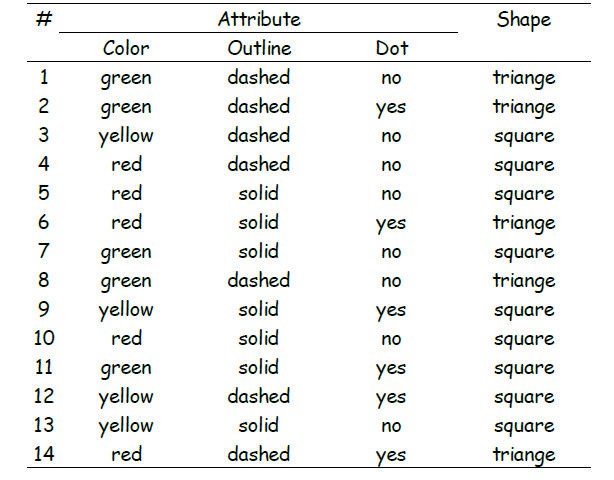 # Attribute Shape
Color Outline Dot
1 green dashed no triange
2 green dashed yes triange
3 yellow dashed no square
4 red dashed no square
5 red solid no square
6 red solid yes triange
7 green solid no square
8 green dashed no triange
9 yellow solid yes square
10 red solid no square
11 green solid yes square
12 yellow dashed yes square
13 yellow solid no square
14 red dashed yes triange